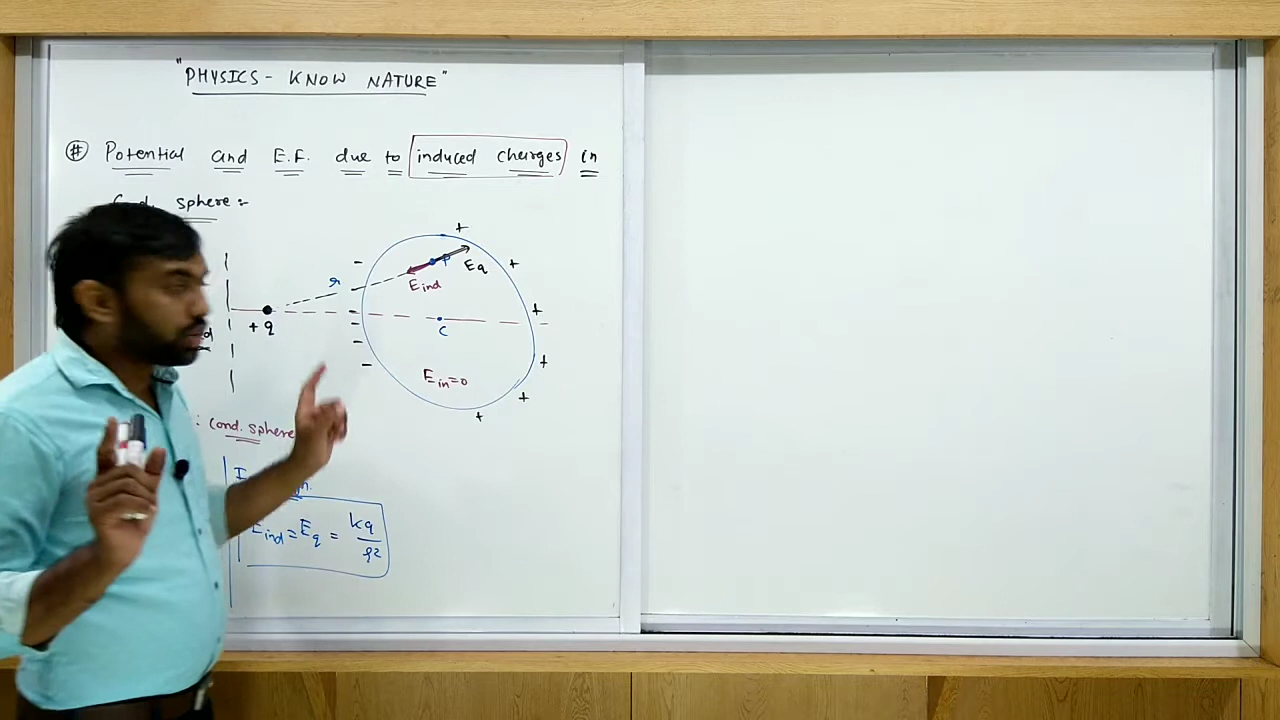 "PHYSICS - KNOW NATURE"
# Potential and E.F. due to induced charges in
Cond. sphere :-
+ + + + + + +
- - - - - -
r
P
Eq
Eind
+q
C
Ein=0
: Cond. sphere
Eind = Eq = kq/r2